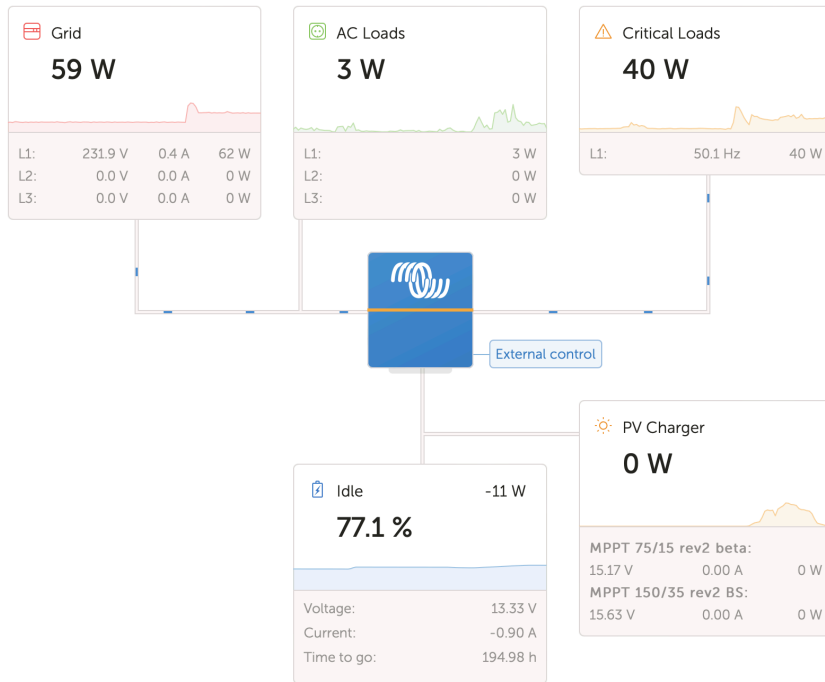 Grid
59 W
L1: 231.9 V 0.4 A 62 W
L2: 0.0 V 0.0 A 0 W
L3: 0.0 V 0.0 A 0 W
AC Loads
3 W
L1: 3 W
L2: 0 W
L3: 0 W
Critical Loads
40 W
L1: 50.1 Hz 40 W
External control
Idle -11 W
77.1 %
Voltage: 13.33 V
Current: -0.90 A
Time to go: 194.98 h
PV Charger
0 W
MPPT 75/15 rev2 beta:
15.17 V 0.00 A 0 W
MPPT 150/35 rev2 BS:
15.63 V 0.00 A 0 W